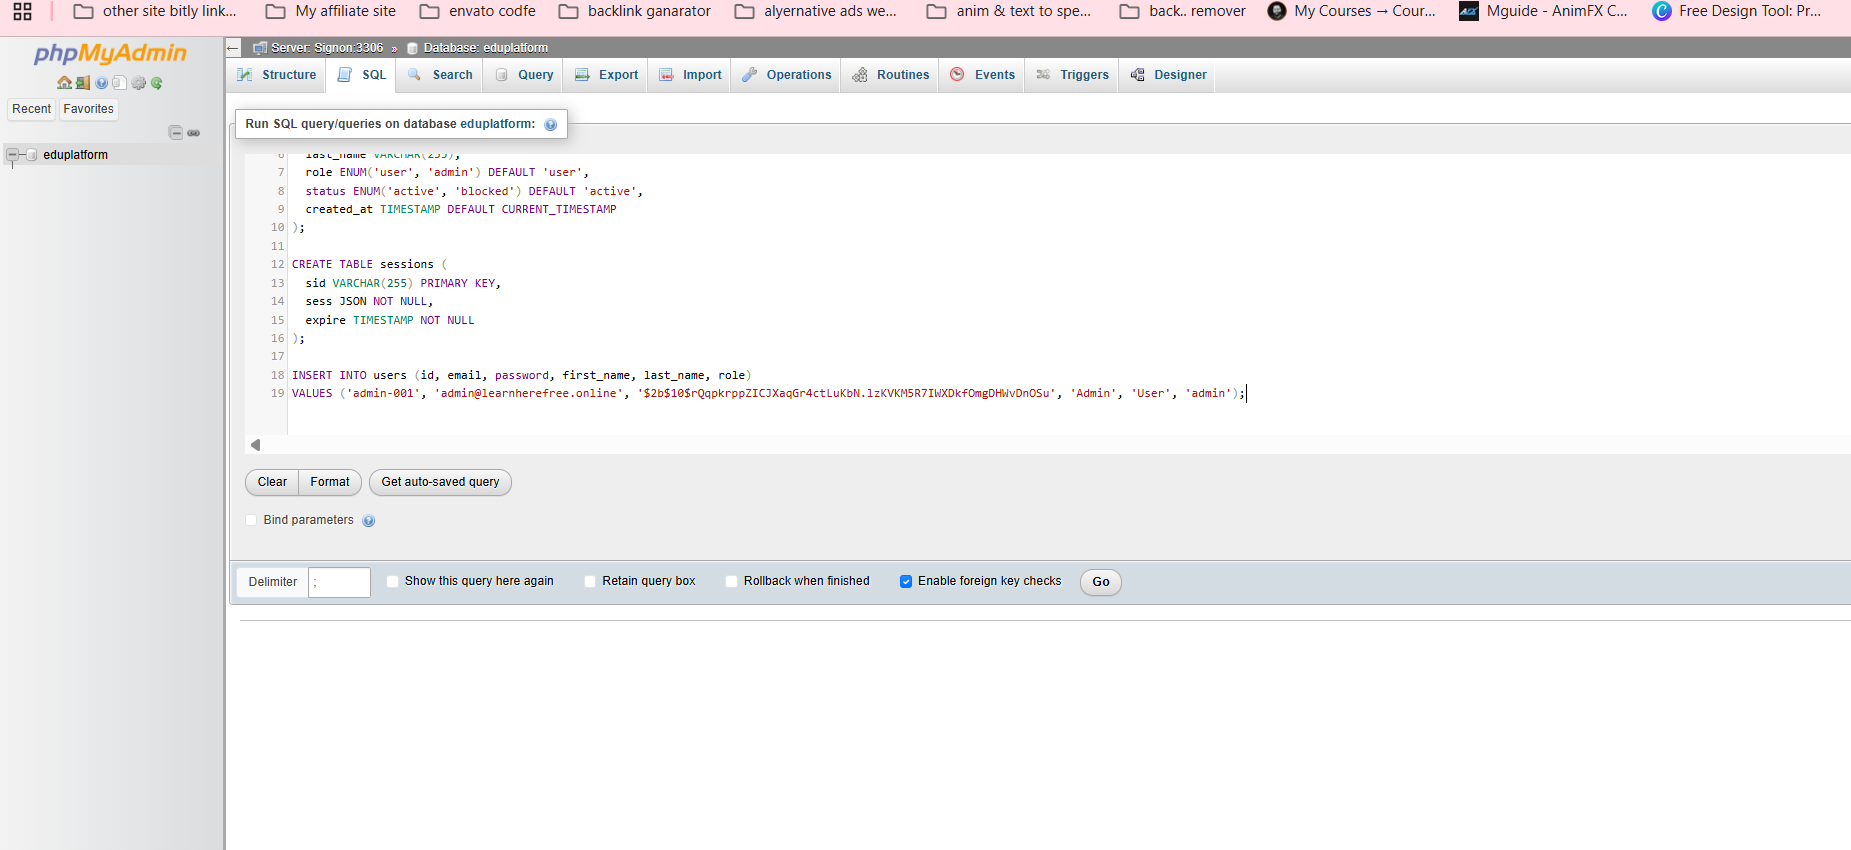 other site bitly link...
My affiliate site
envato codfe
backlink ganarator
alyernative ads we...
anim & text to spe...
back.. remover
My Courses → Cour...
Mguide - AnimFX C...
Free Design Tool: Pr...
phpMyAdmin
Recent Favorites
eduplatform
Server: Signon:3306 » Database: eduplatform
Structure SQL Search Query Export Import Operations Routines Events Triggers Designer
Run SQL query/queries on database eduplatform:
6 last_name VARCHAR(255),
7 role ENUM('user', 'admin') DEFAULT 'user',
8 status ENUM('active', 'blocked') DEFAULT 'active',
9 created_at TIMESTAMP DEFAULT CURRENT_TIMESTAMP
10 );
11
12 CREATE TABLE sessions (
13 sid VARCHAR(255) PRIMARY KEY,
14 sess JSON NOT NULL,
15 expire TIMESTAMP NOT NULL
16 );
17
18 INSERT INTO users (id, email, password, first_name, last_name, role)
19 VALUES ('admin-001', 'admin@learnherefree.online', '$2b$10$rQqpkrppZICJXaqGr4ctLuKbN.lzKVKM5R7IWXDkfOmgDHWvDnOSu', 'Admin', 'User', 'admin');
Clear Format Get auto-saved query
Bind parameters
Delimiter ; Show this query here again Retain query box Rollback when finished Enable foreign key checks Go